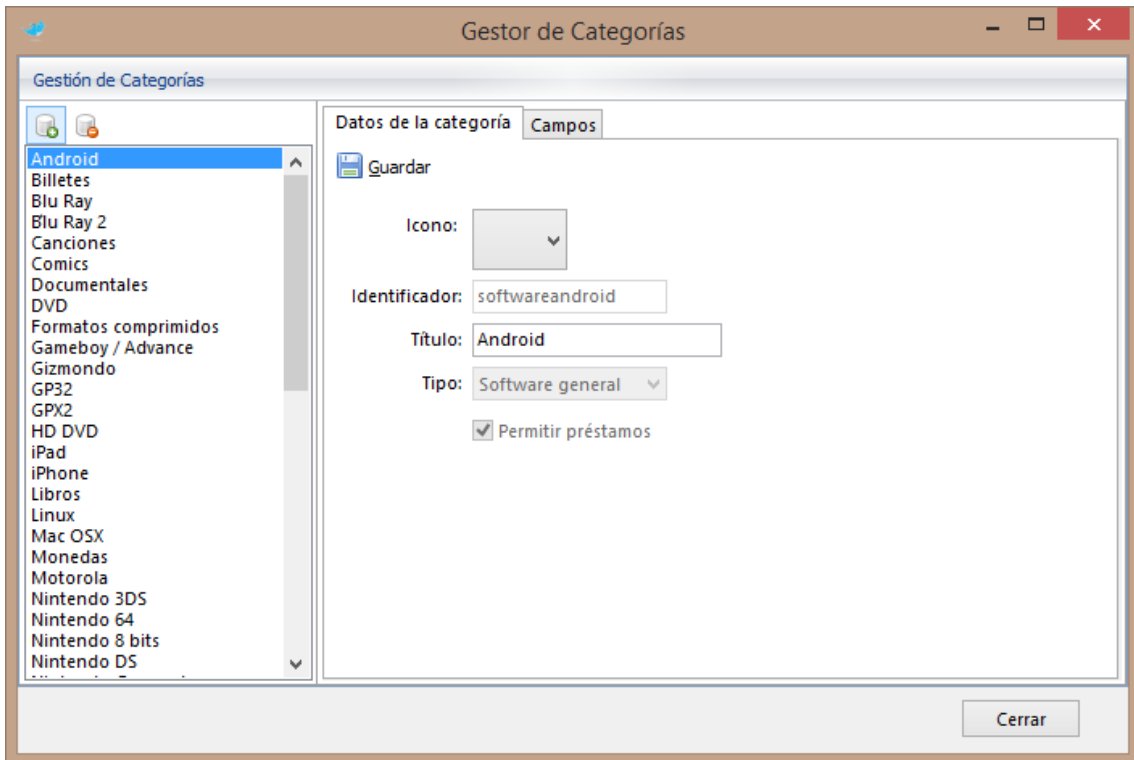 Gestor de Categorías
Gestión de Categorías
Android
Billetes
Blu Ray
Blu Ray 2
Canciones
Comics
Documentales
DVD
Formatos comprimidos
Gameboy / Advance
Gizmondo
GP32
GPX2
HD DVD
iPad
iPhone
Libros
Linux
Mac OSX
Monedas
Motorola
Nintendo 3DS
Nintendo 64
Nintendo 8 bits
Nintendo DS
Datos de la categoría Campos
Guardar
Icono:
Identificador: softwareandroid
Título: Android
Tipo: Software general
Permitir préstamos
Cerrar